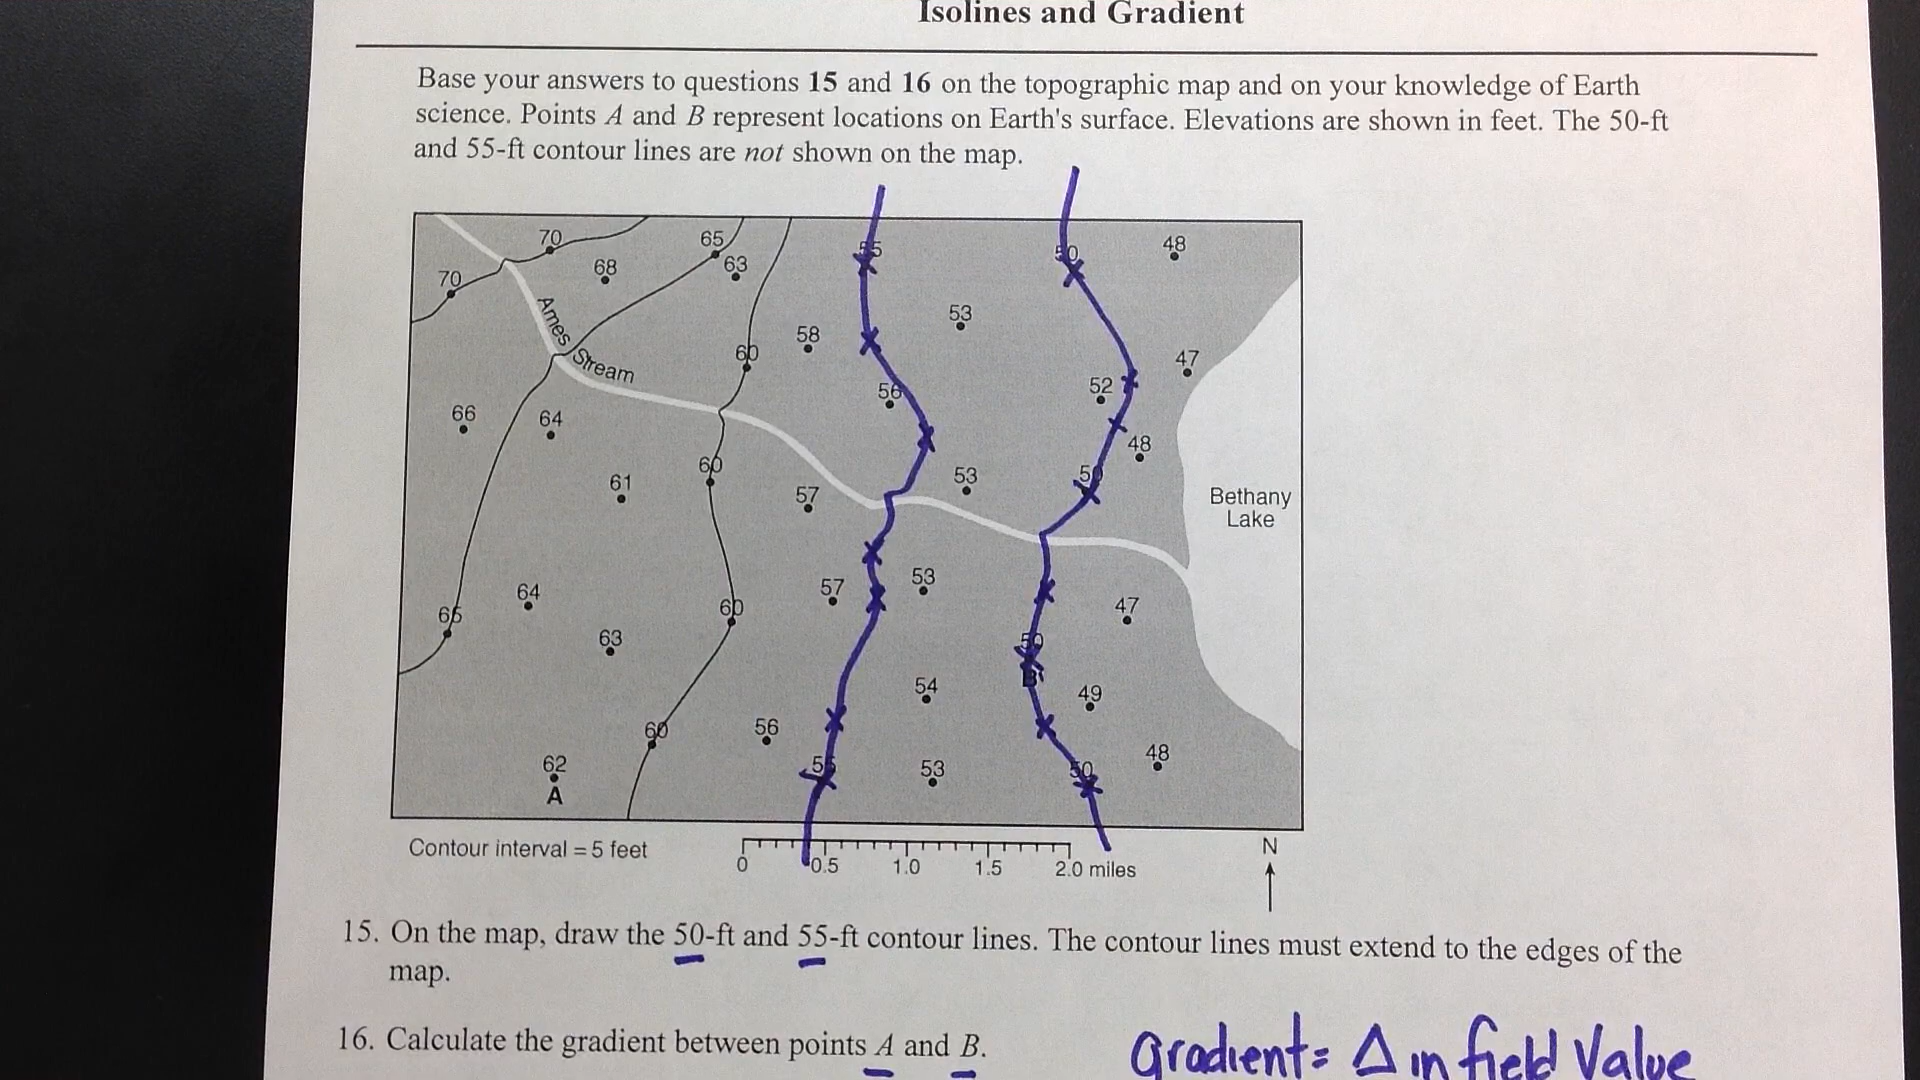 Isolines and Gradient
Base your answers to questions 15 and 16 on the topographic map and on your knowledge of Earth
science. Points A and B represent locations on Earth's surface. Elevations are shown in feet. The 50-ft
and 55-ft contour lines are not shown on the map.
70 65 55 50 48
70 68 63
Ames Stream
58 53
60 56 52 47
66 64 48
61 60 57 53 50
Bethany
Lake
64 57 53 47
65 63 60 50
B
54 49
60 56 55 53 50 48
62
A
Contour interval = 5 feet
0 0.5 1.0 1.5 2.0 miles
N
15. On the map, draw the 50-ft and 55-ft contour lines. The contour lines must extend to the edges of the
map.
16. Calculate the gradient between points A and B.
Gradient = Δ in field Value